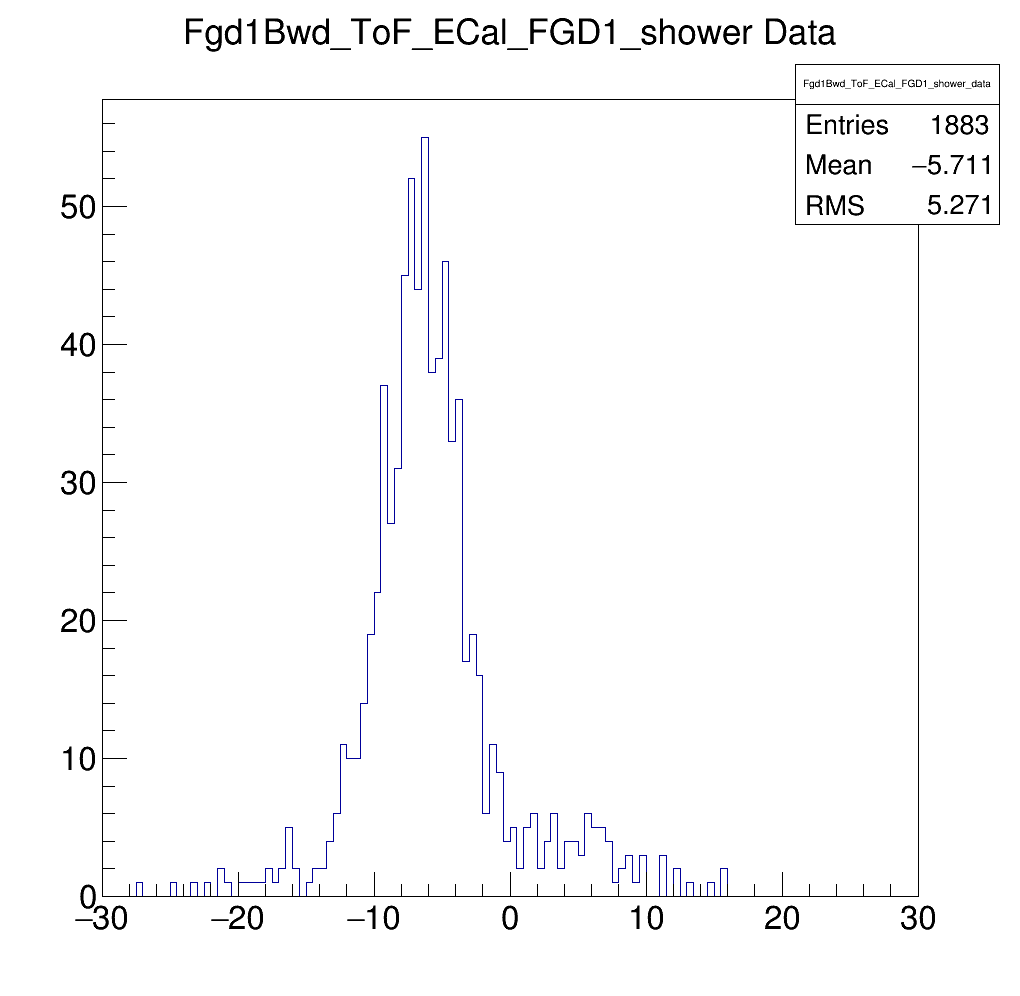 Fgd1Bwd_ToF_ECal_FGD1_shower Data
Fgd1Bwd_ToF_ECal_FGD1_shower_data
Entries 1883
Mean −5.711
RMS 5.271
50
40
30
20
10
0
−30 −20 −10 0 10 20 30